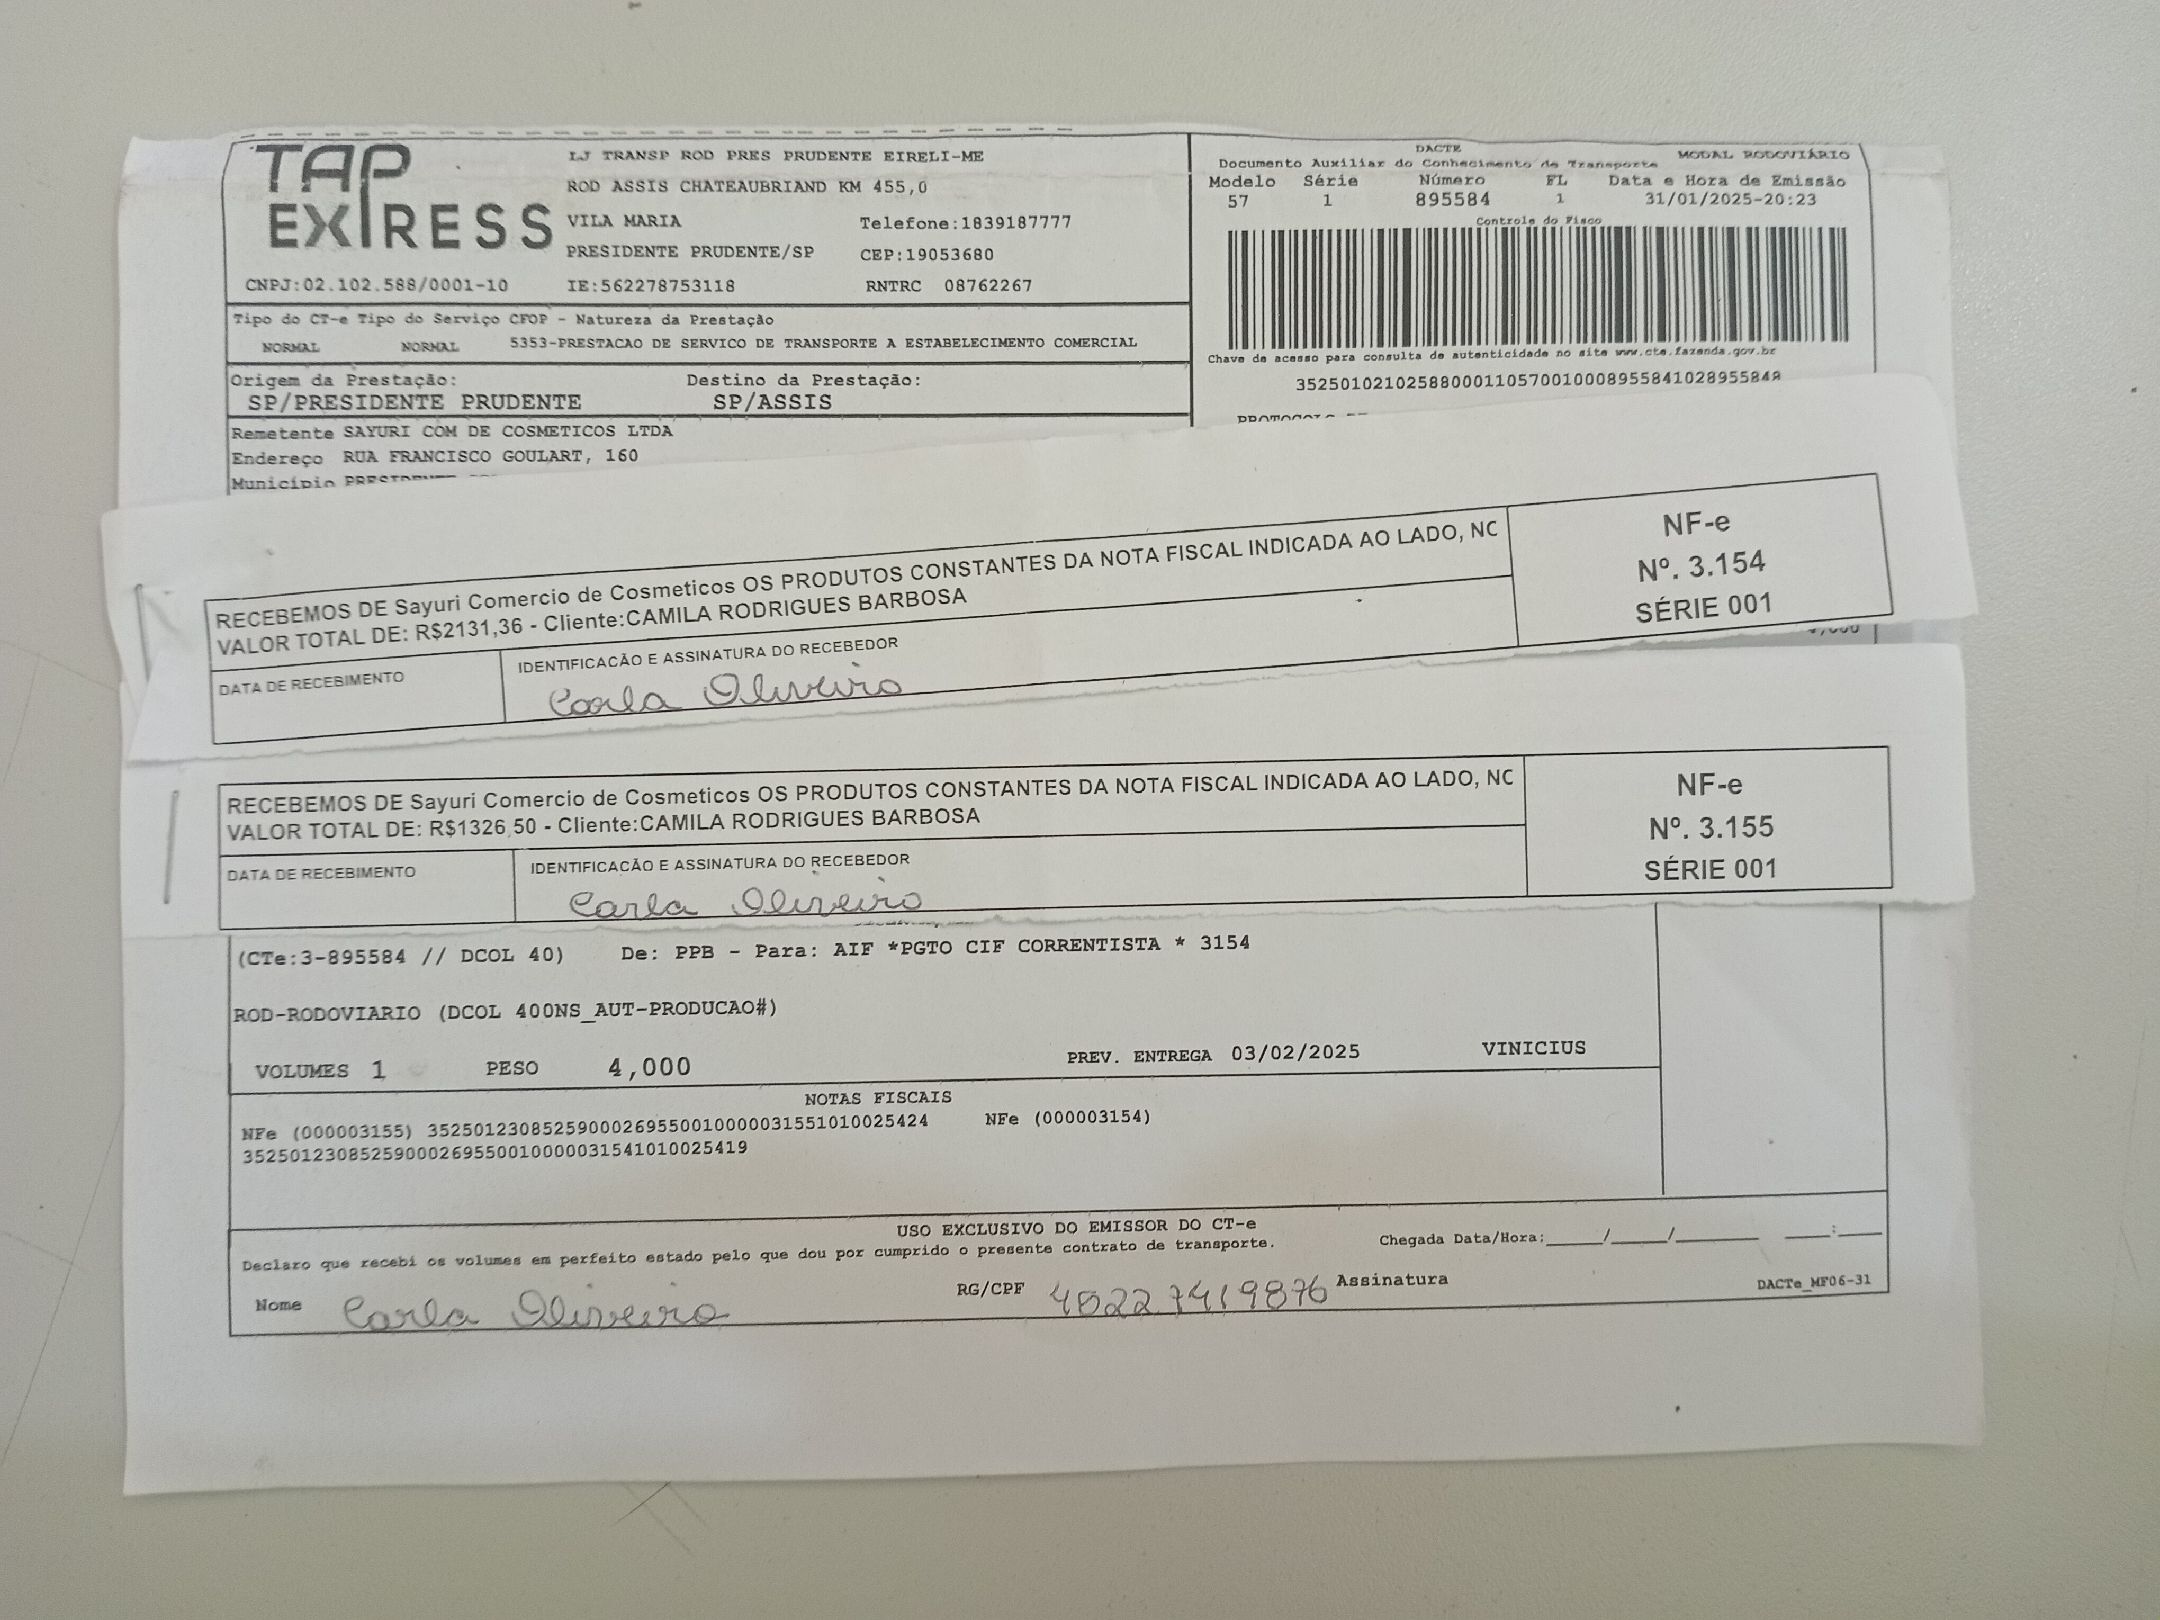 TAP EXPRESS
LJ TRANSP ROD PRES PRUDENTE EIRELI-ME
ROD ASSIS CHATEAUBRIAND KM 455,0
VILA MARIA Telefone:1839187777
PRESIDENTE PRUDENTE/SP CEP:19053680
CNPJ:02.102.588/0001-10 IE:562278753118 RNTRC 08762267
DACTE
Documento Auxiliar do Conhecimento de Transporte MODAL RODOVIÁRIO
Modelo Série Número FL Data e Hora de Emissão
57 1 895584 1 31/01/2025-20:23
Controle do Fisco
Chave de acesso para consulta de autenticidade no site www.cte.fazenda.gov.br
35250102102588000110570010008955841028955848
Tipo do CT-e Tipo do Serviço CFOP - Natureza da Prestação
NORMAL NORMAL 5353-PRESTACAO DE SERVICO DE TRANSPORTE A ESTABELECIMENTO COMERCIAL
Origem da Prestação: Destino da Prestação:
SP/PRESIDENTE PRUDENTE SP/ASSIS
Remetente SAYURI COM DE COSMETICOS LTDA
Endereço RUA FRANCISCO GOULART, 160
Município PRESIDENTE
RECEBEMOS DE Sayuri Comercio de Cosmeticos OS PRODUTOS CONSTANTES DA NOTA FISCAL INDICADA AO LADO, NC
VALOR TOTAL DE: R$2131,36 - Cliente:CAMILA RODRIGUES BARBOSA
DATA DE RECEBIMENTO IDENTIFICACÃO E ASSINATURA DO RECEBEDOR
Carla Oliveira
NF-e
Nº. 3.154
SÉRIE 001
RECEBEMOS DE Sayuri Comercio de Cosmeticos OS PRODUTOS CONSTANTES DA NOTA FISCAL INDICADA AO LADO, NC
VALOR TOTAL DE: R$1326,50 - Cliente:CAMILA RODRIGUES BARBOSA
DATA DE RECEBIMENTO IDENTIFICACÃO E ASSINATURA DO RECEBEDOR
Carla Oliveira
NF-e
Nº. 3.155
SÉRIE 001
(CTe:3-895584 // DCOL 40) De: PPB - Para: AIF *PGTO CIF CORRENTISTA * 3154
ROD-RODOVIARIO (DCOL 400NS_AUT-PRODUCAO#)
VOLUMES 1 PESO 4,000 PREV. ENTREGA 03/02/2025 VINICIUS
NOTAS FISCAIS
NFe (000003155) 35250123085259000269550010000031551010025424 NFe (000003154)
35250123085259000269550010000031541010025419
USO EXCLUSIVO DO EMISSOR DO CT-e
Declaro que recebi os volumes em perfeito estado pelo que dou por cumprido o presente contrato de transporte. Chegada Data/Hora:_____/_____/_______ ____:____
Nome Carla Oliveira RG/CPF 40227419876 Assinatura DACTe_MF06-31